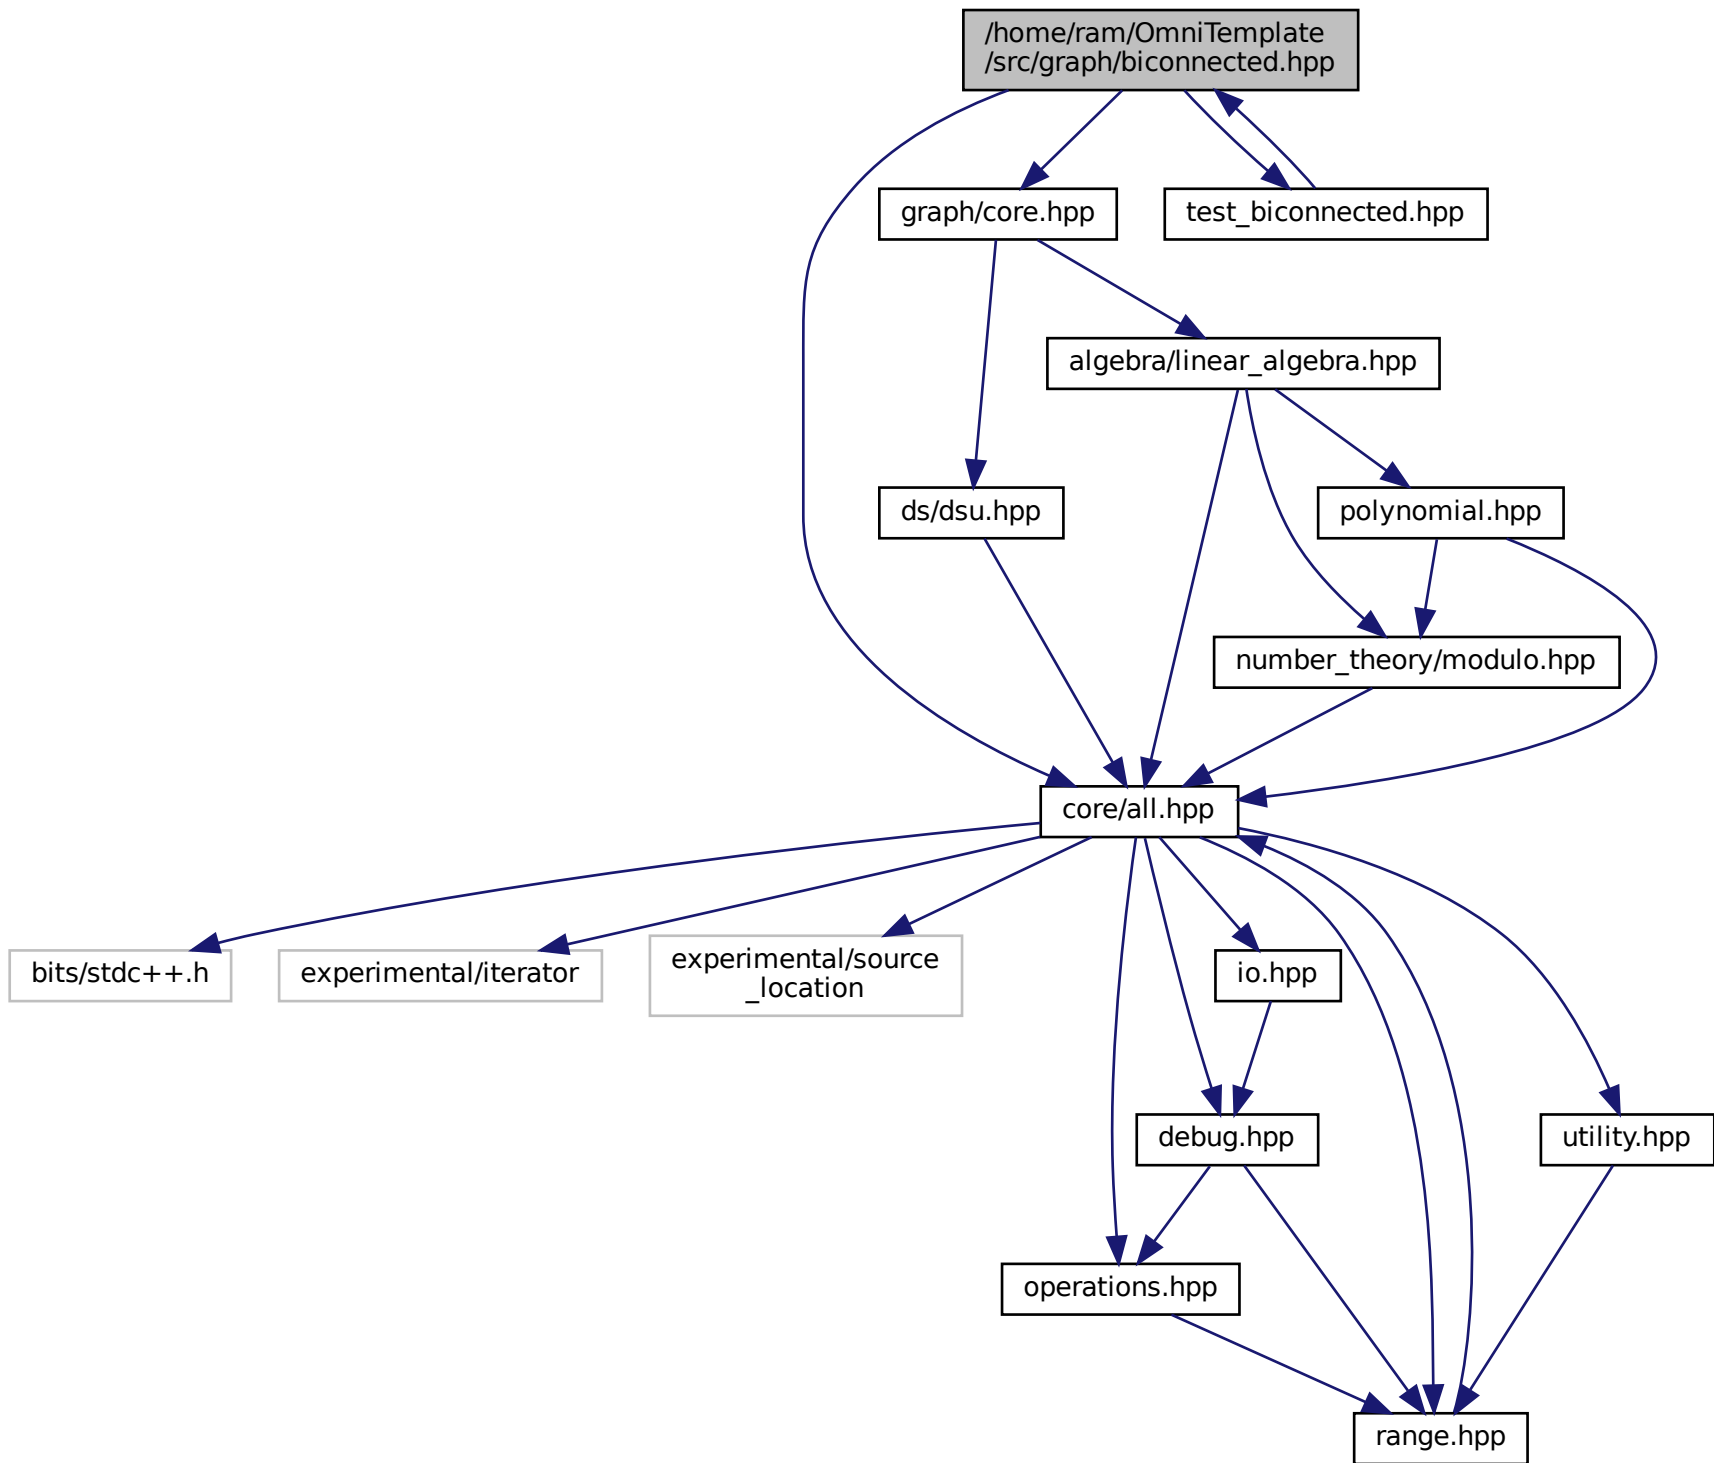 /home/ram/OmniTemplate
/src/graph/biconnected.hpp
graph/core.hpp
test_biconnected.hpp
algebra/linear_algebra.hpp
ds/dsu.hpp
polynomial.hpp
number_theory/modulo.hpp
core/all.hpp
bits/stdc++.h
experimental/iterator
experimental/source
_location
io.hpp
debug.hpp
utility.hpp
operations.hpp
range.hpp